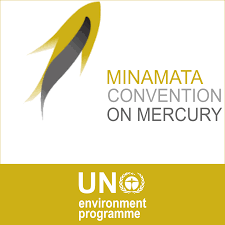 MINAMATA
CONVENTION
ON MERCURY
UN
environment
programme